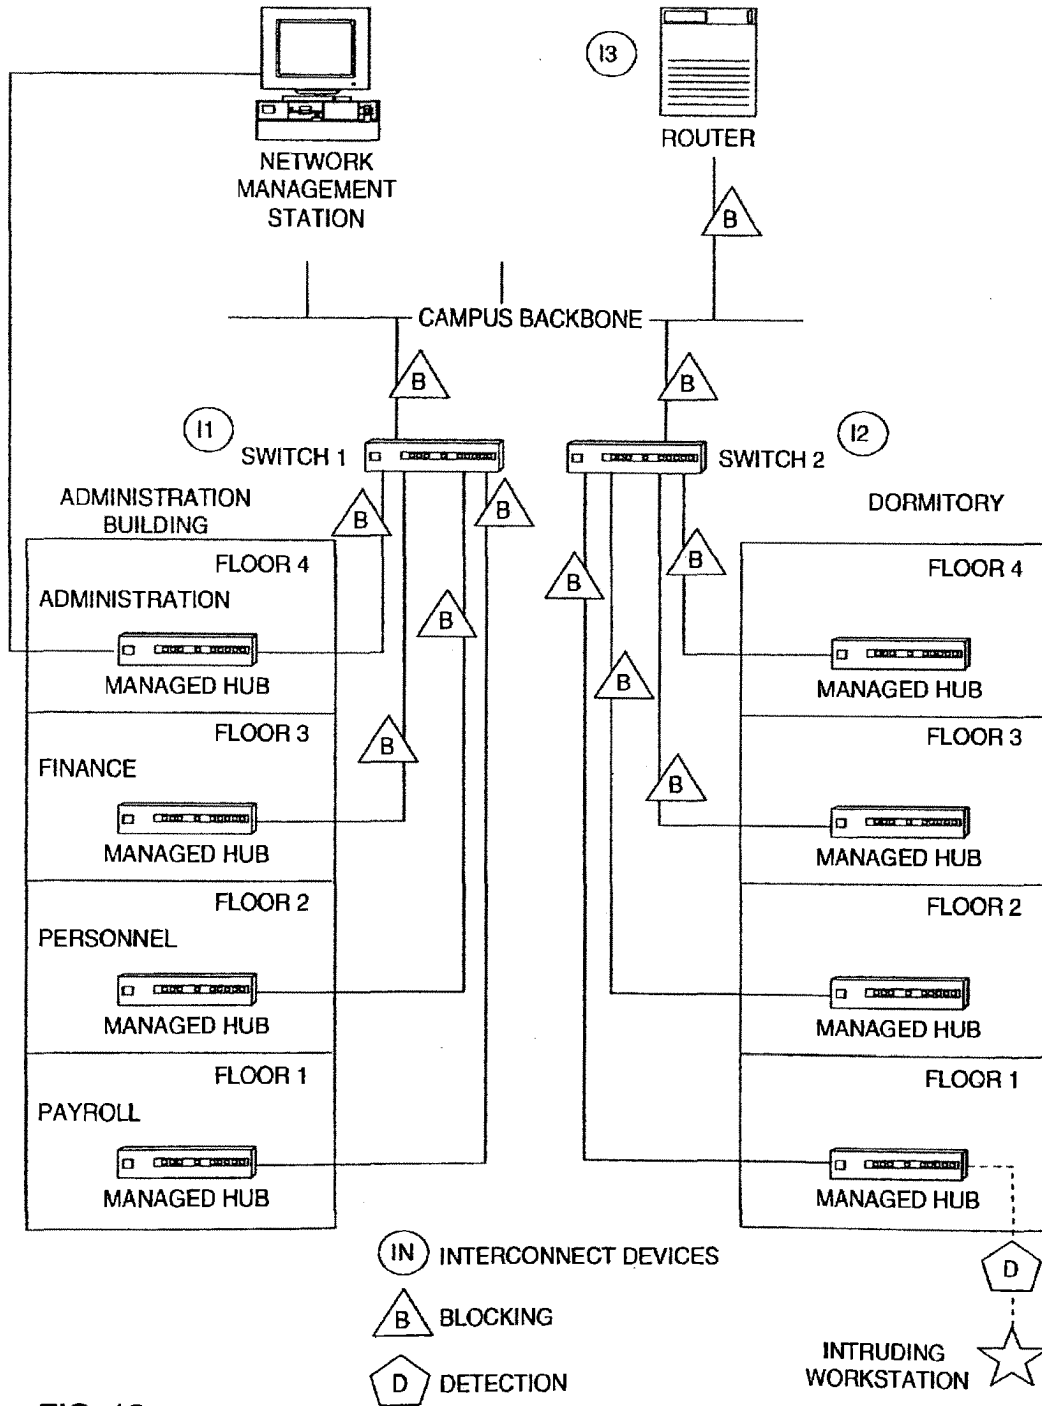 I3
ROUTER
NETWORK
MANAGEMENT
STATION
B
CAMPUS BACKBONE
B
B
I1
SWITCH 1
I2
SWITCH 2
ADMINISTRATION
BUILDING
DORMITORY
B
B
B
B
B
B
B
B
FLOOR 4
ADMINISTRATION
MANAGED HUB
FLOOR 3
FINANCE
MANAGED HUB
FLOOR 2
PERSONNEL
MANAGED HUB
FLOOR 1
PAYROLL
MANAGED HUB
FLOOR 4
MANAGED HUB
FLOOR 3
MANAGED HUB
FLOOR 2
MANAGED HUB
FLOOR 1
MANAGED HUB
D
INTRUDING
WORKSTATION
IN INTERCONNECT DEVICES
B BLOCKING
D DETECTION